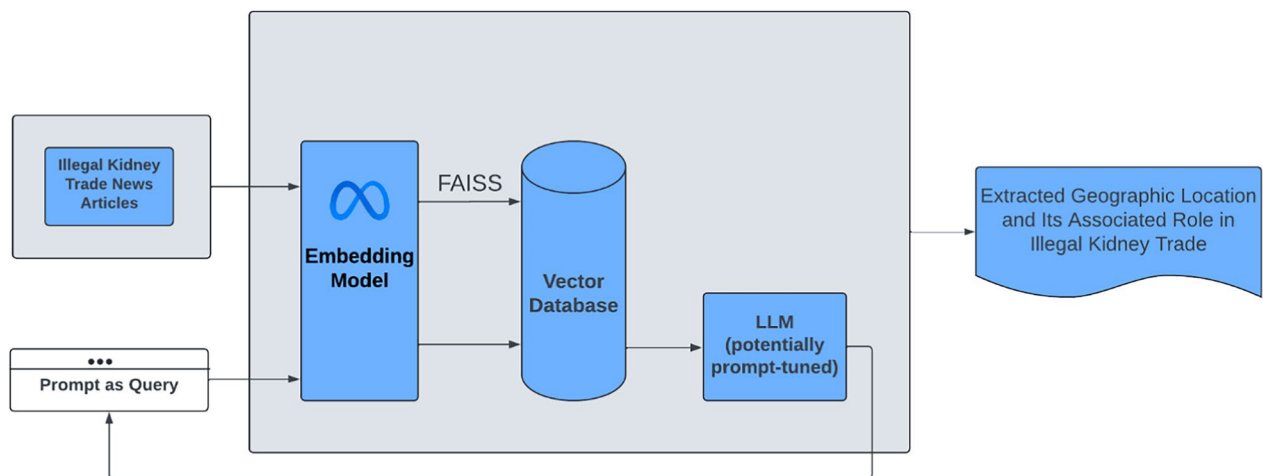 Illegal Kidney
Trade News
Articles
Prompt as Query
Embedding
Model
FAISS
Vector
Database
LLM
(potentially
prompt-tuned)
Extracted Geographic Location
and Its Associated Role in
Illegal Kidney Trade